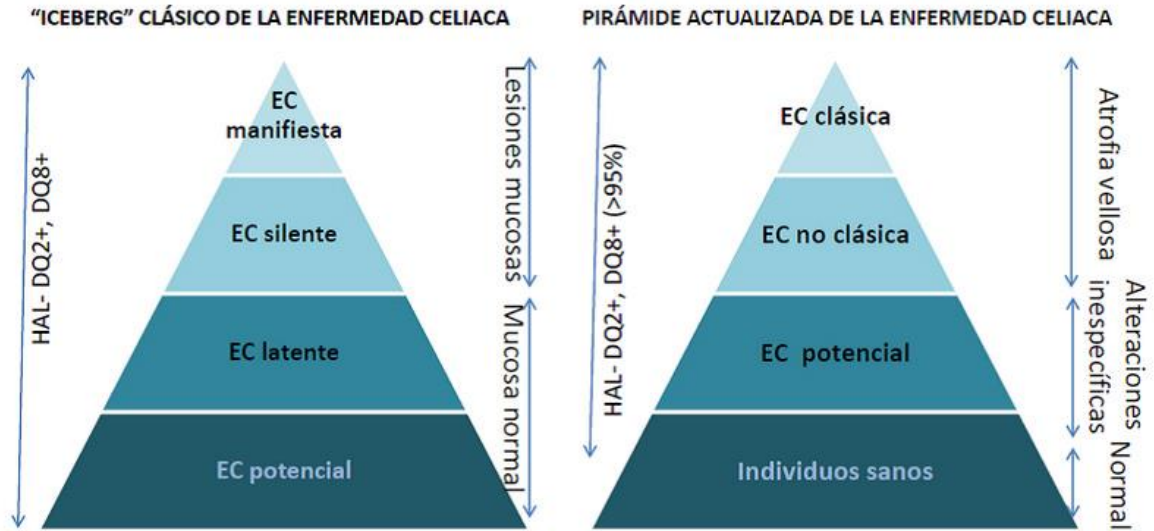 “ICEBERG” CLÁSICO DE LA ENFERMEDAD CELIACA
HAL- DQ2+, DQ8+
EC
manifiesta
EC silente
EC latente
EC potencial
Lesiones mucosas
Mucosa normal
PIRÁMIDE ACTUALIZADA DE LA ENFERMEDAD CELIACA
HAL- DQ2+, DQ8+ (>95%)
EC clásica
EC no clásica
EC potencial
Individuos sanos
Atrofia vellosa
Alteraciones
inespecíficas
Normal